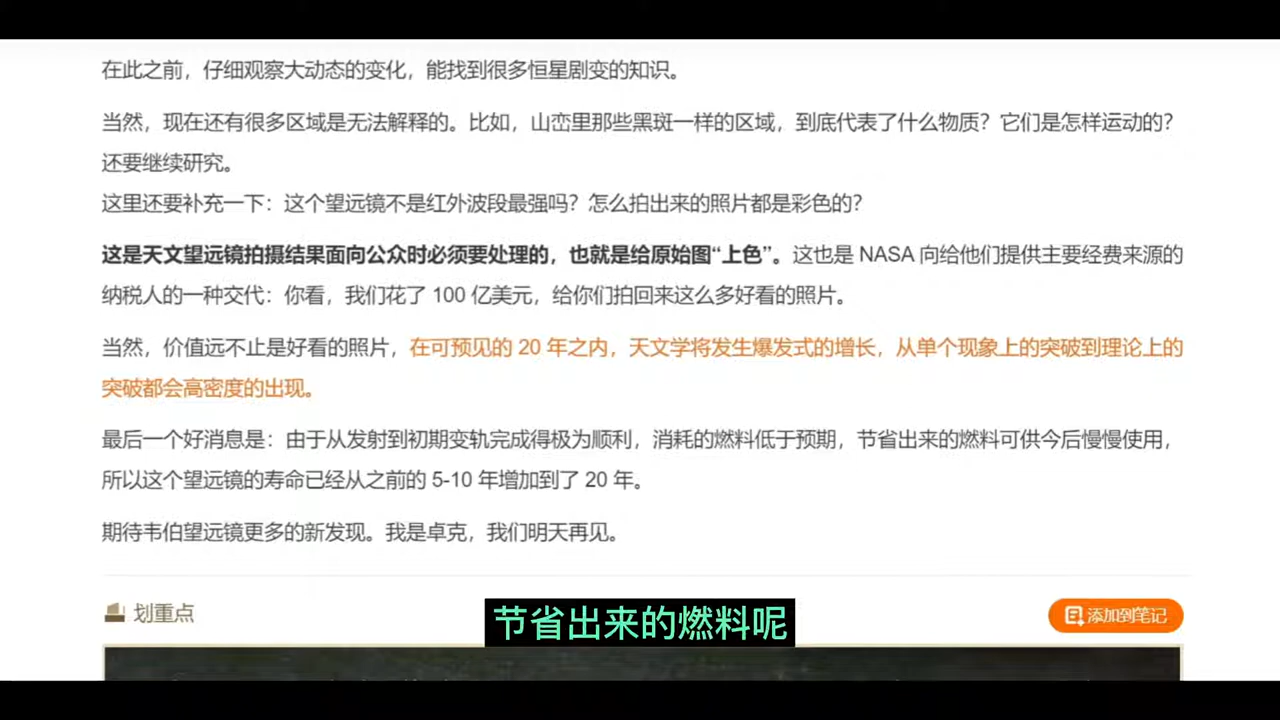 在此之前，仔细观察大动态的变化，能找到很多恒星剧变的知识。
当然，现在还有很多区域是无法解释的。比如，山峦里那些黑斑一样的区域，到底代表了什么物质？它们是怎样运动的？
还要继续研究。
这里还要补充一下：这个望远镜不是红外波段最强吗？怎么拍出来的照片都是彩色的？
这是天文望远镜拍摄结果面向公众时必须要处理的，也就是给原始图“上色”。这也是 NASA 向给他们提供主要经费来源的
纳税人的一种交代：你看，我们花了 100 亿美元，给你们拍回来这么多好看的照片。
当然，价值远不止是好看的照片，在可预见的 20 年之内，天文学将发生爆发式的增长，从单个现象上的突破到理论上的
突破都会高密度的出现。
最后一个好消息是：由于从发射到初期变轨完成得极为顺利，消耗的燃料低于预期，节省出来的燃料可供今后慢慢使用，
所以这个望远镜的寿命已经从之前的 5-10 年增加到了 20 年。
期待韦伯望远镜更多的新发现。我是卓克，我们明天再见。
划重点
添加到笔记
节省出来的燃料呢